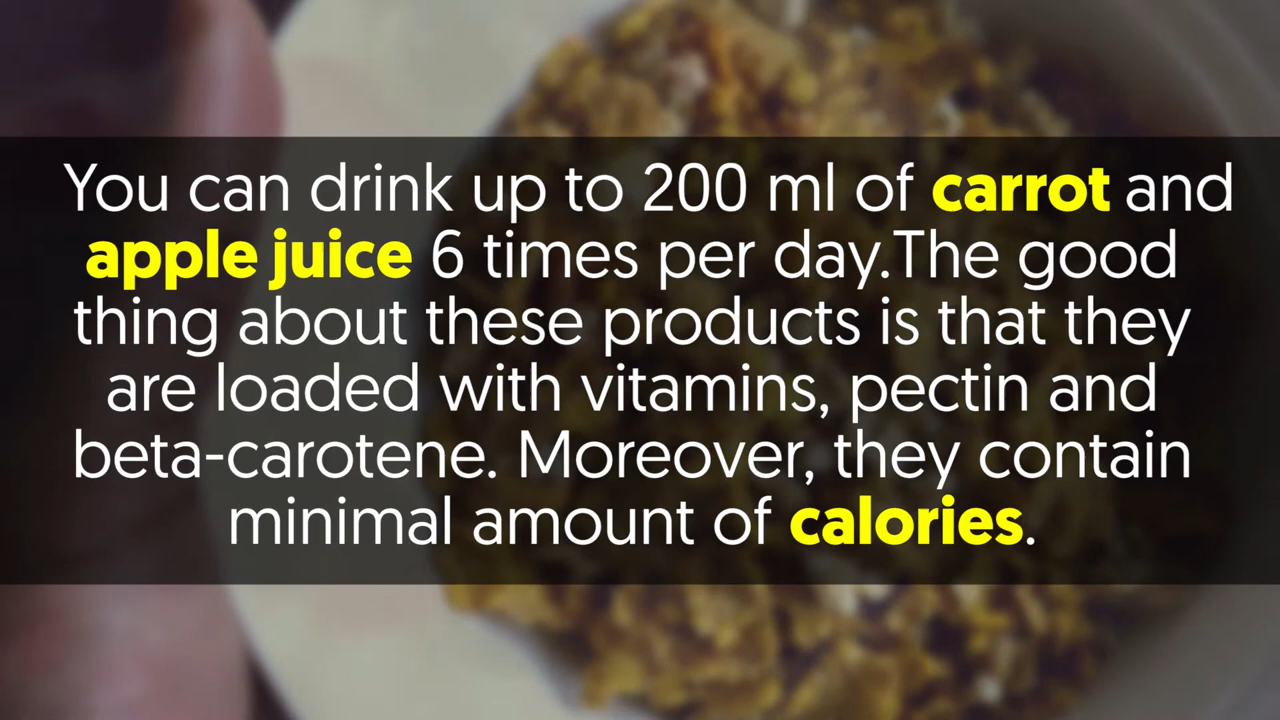 You can drink up to 200 ml of carrot and
apple juice 6 times per day.The good
thing about these products is that they
are loaded with vitamins, pectin and
beta-carotene. Moreover, they contain
minimal amount of calories.